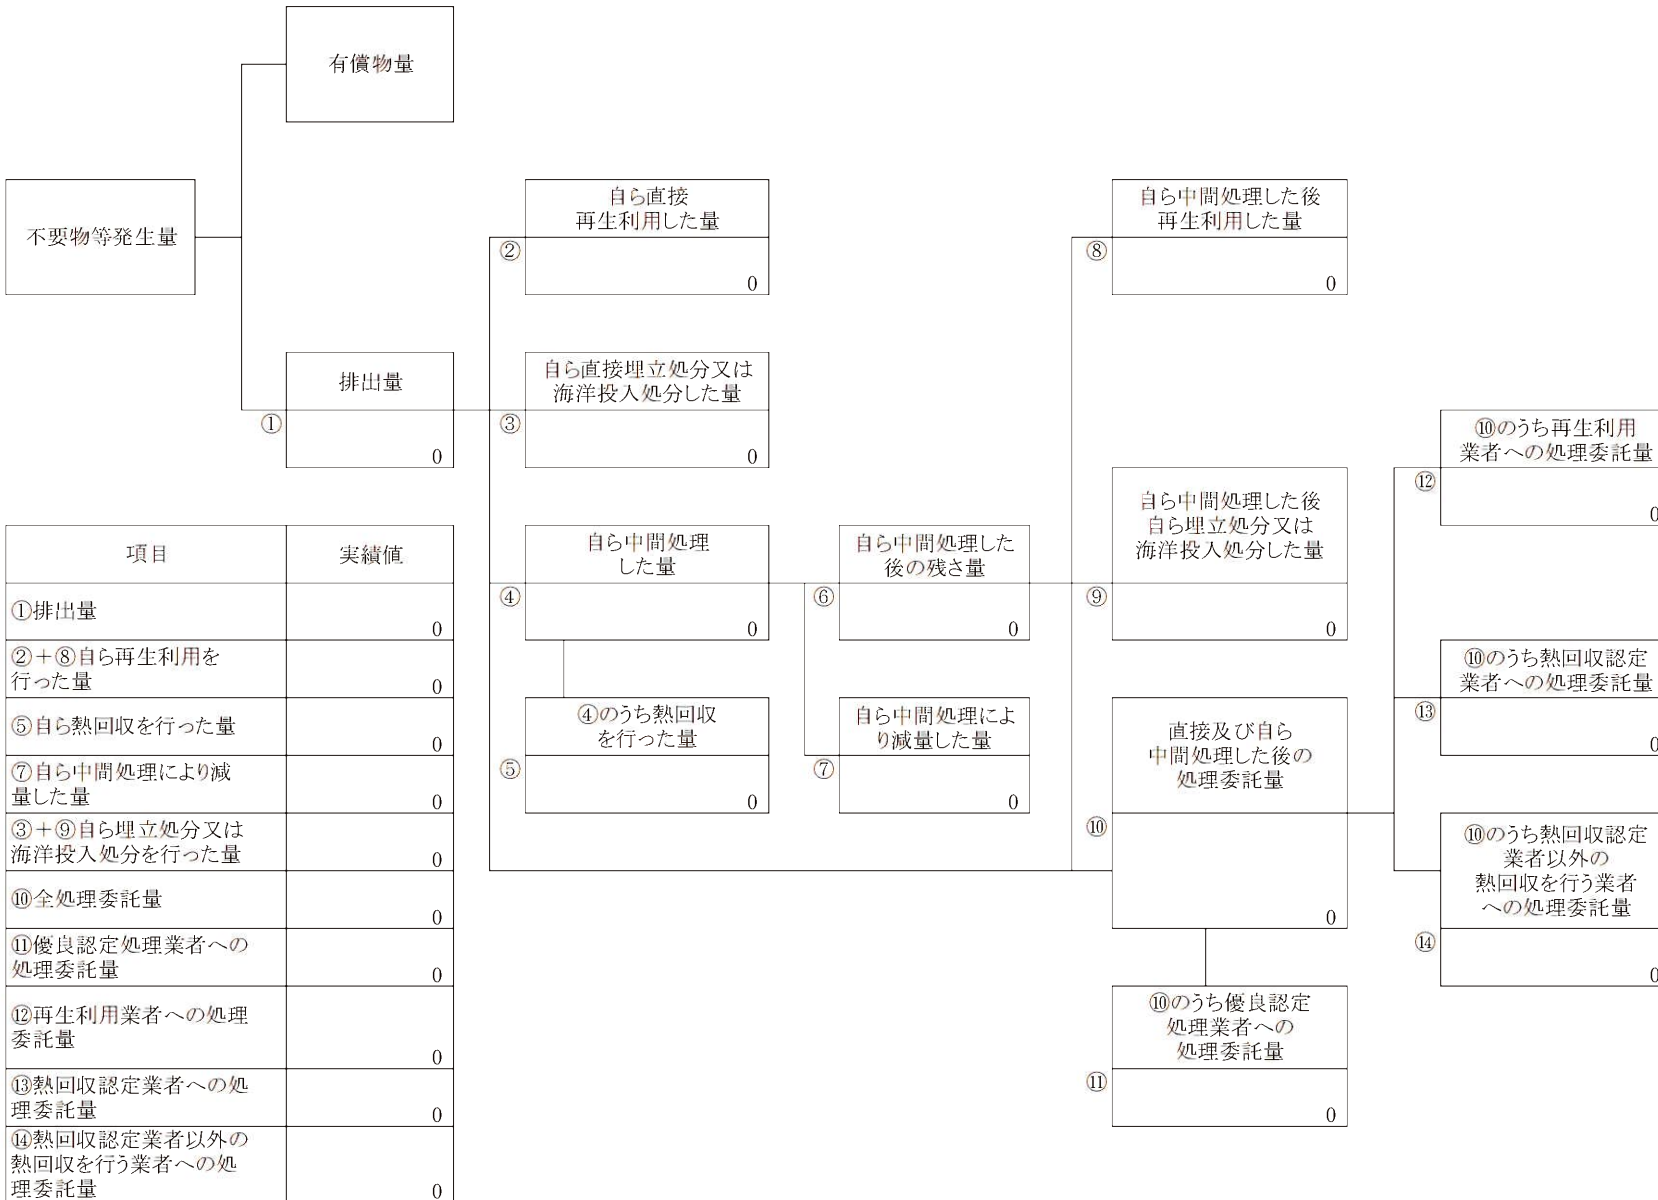 有償物量
不要物等発生量
自ら直接
再生利用した量
②
0
自ら中間処理した後
再生利用した量
⑧
0
排出量
①
0
自ら直接埋立処分又は
海洋投入処分した量
③
0
⑩のうち再生利用
業者への処理委託量
⑫
0
自ら中間処理
した量
④
0
自ら中間処理した
後の残さ量
⑥
0
自ら中間処理した後
自ら埋立処分又は
海洋投入処分した量
⑨
0
⑩のうち熱回収認定
業者への処理委託量
⑬
0
④のうち熱回収
を行った量
⑤
0
自ら中間処理によ
り減量した量
⑦
0
直接及び自ら
中間処理した後の
処理委託量
⑩
0
⑩のうち熱回収認定
業者以外の
熱回収を行う業者
への処理委託量
⑭
0
⑩のうち優良認定
処理業者への
処理委託量
⑪
0
項目 実績値
①排出量
0
②+⑧自ら再生利用を
行った量
0
⑤自ら熱回収を行った量
0
⑦自ら中間処理により減
量した量
0
③+⑨自ら埋立処分又は
海洋投入処分を行った量
0
⑩全処理委託量
0
⑪優良認定処理業者への
処理委託量
0
⑫再生利用業者への処理
委託量
0
⑬熱回収認定業者への処
理委託量
0
⑭熱回収認定業者以外の
熱回収を行う業者への処
理委託量
0